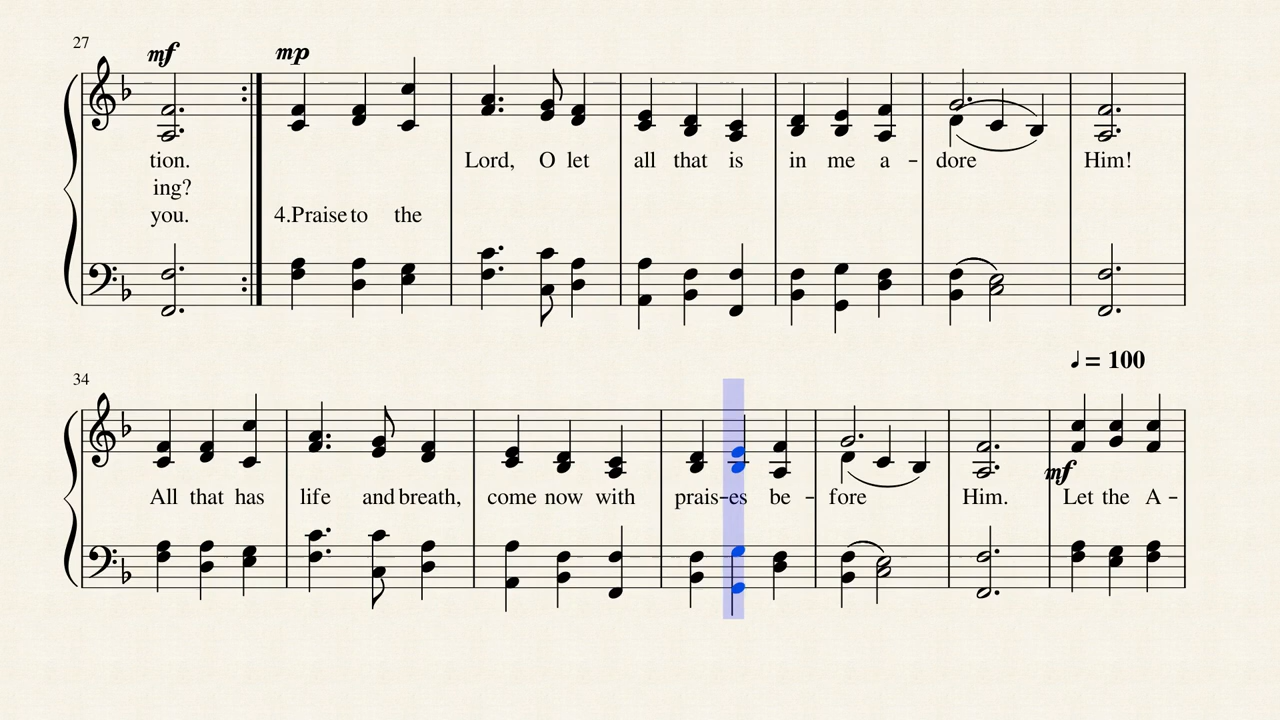 27
mf mp
tion. Lord, O let all that is in me a – dore Him!
ing?
you. 4.Praise to the
♩ = 100
34
mf
All that has life and breath, come now with prais–es be – fore Him. Let the A –